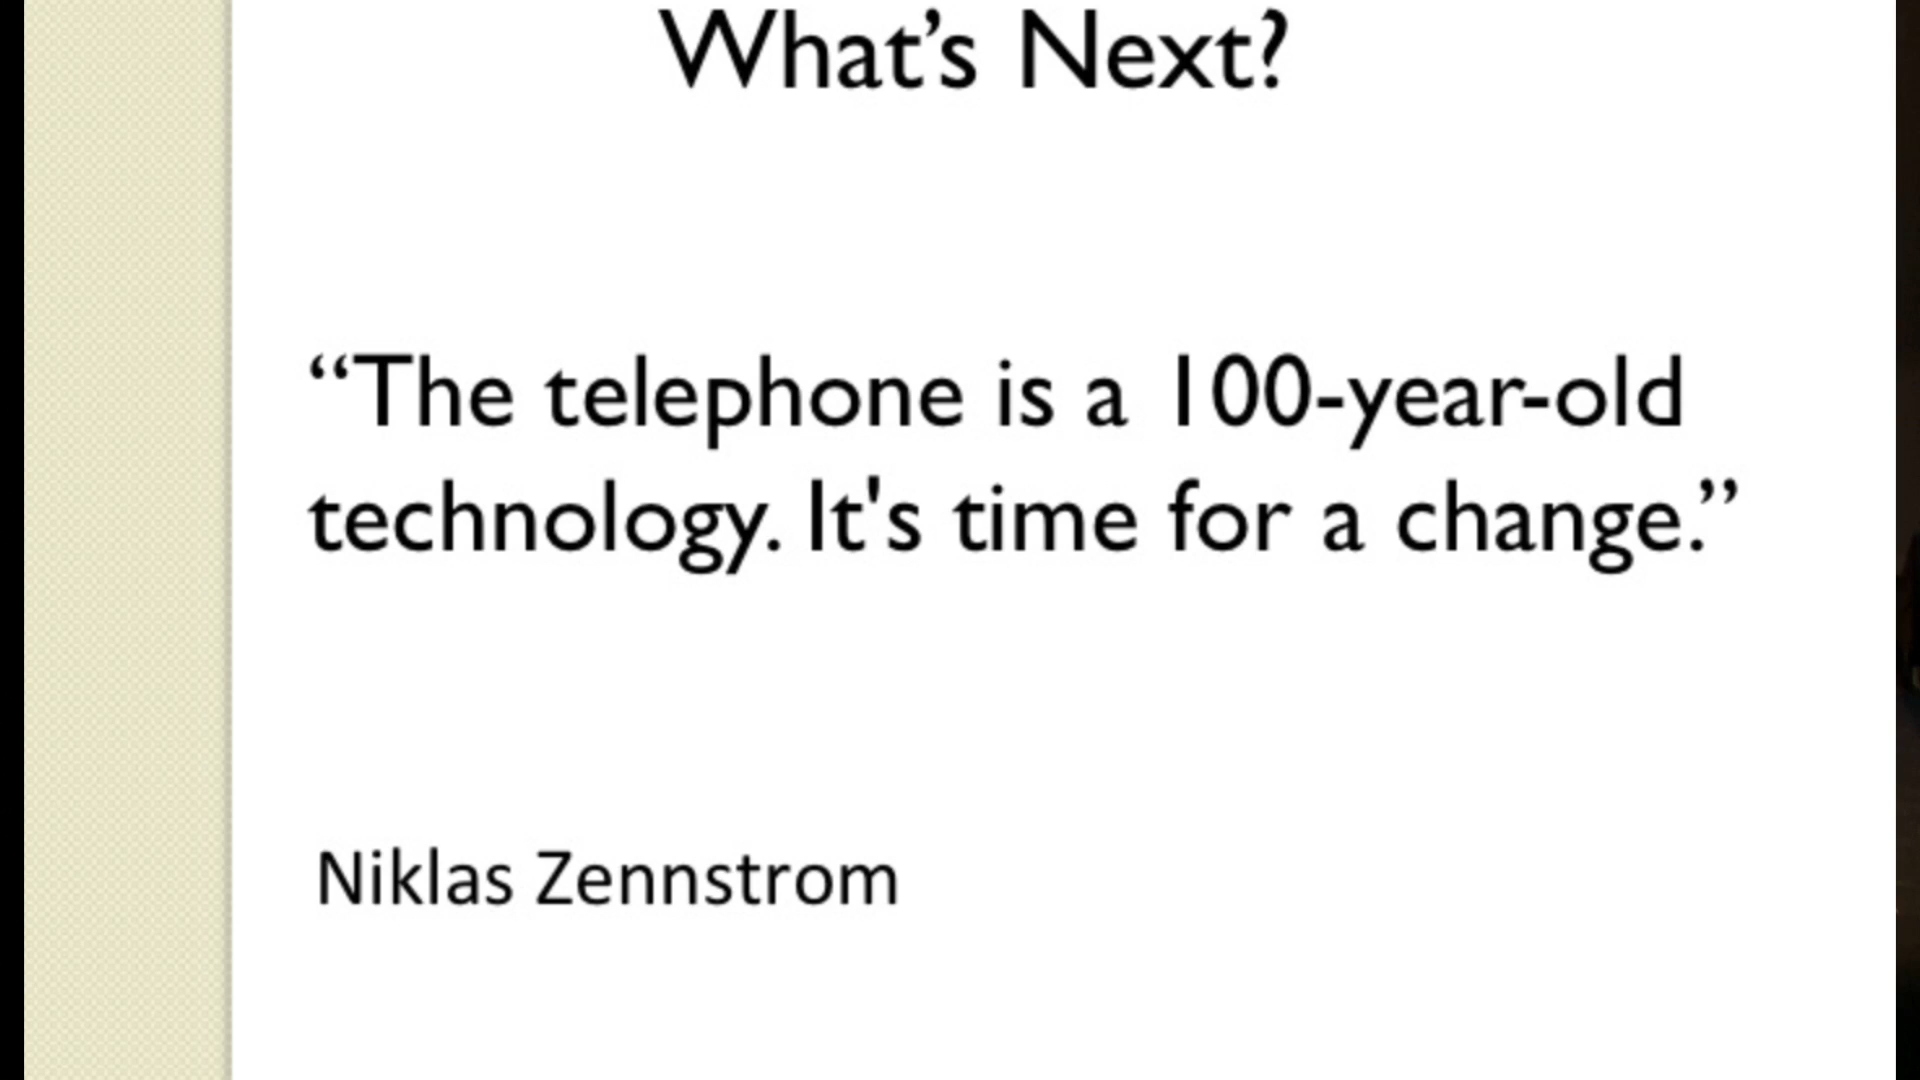 What’s Next?
“The telephone is a 100-year-old
technology. It's time for a change.”
Niklas Zennstrom